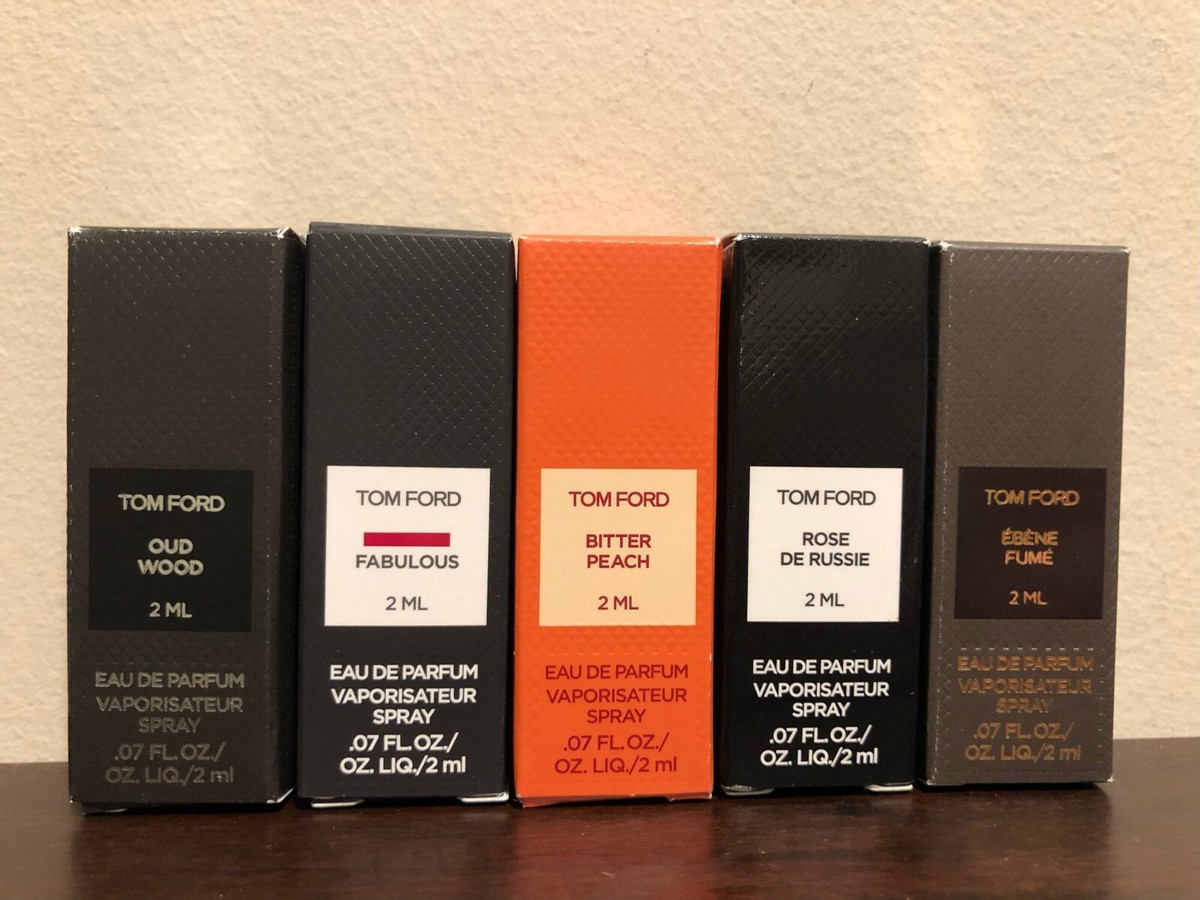 TOM FORD
OUD
WOOD
2 ML
EAU DE PARFUM
VAPORISATEUR
SPRAY
.07 FL.OZ./
OZ. LIQ./2 ml
TOM FORD
FABULOUS
2 ML
EAU DE PARFUM
VAPORISATEUR
SPRAY
.07 FL.OZ./
OZ. LIQ./2 ml
TOM FORD
BITTER
PEACH
2 ML
EAU DE PARFUM
VAPORISATEUR
SPRAY
.07 FL.OZ./
OZ. LIQ./2 ml
TOM FORD
ROSE
DE RUSSIE
2 ML
EAU DE PARFUM
VAPORISATEUR
SPRAY
.07 FL.OZ./
OZ. LIQ./2 ml
TOM FORD
ÉBÈNE
FUMÉ
2 ML
EAU DE PARFUM
VAPORISATEUR
SPRAY
.07 FL.OZ./
OZ. LIQ./2 ml